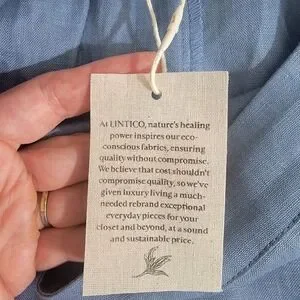 At LINTICO, nature's healing
power inspires our eco-
conscious fabrics, ensuring
quality without compromise.
We believe that cost shouldn't
compromise quality, so we've
given luxury living a much-
needed rebrand exceptional
everyday pieces for your
closet and beyond, at a sound
and sustainable price.